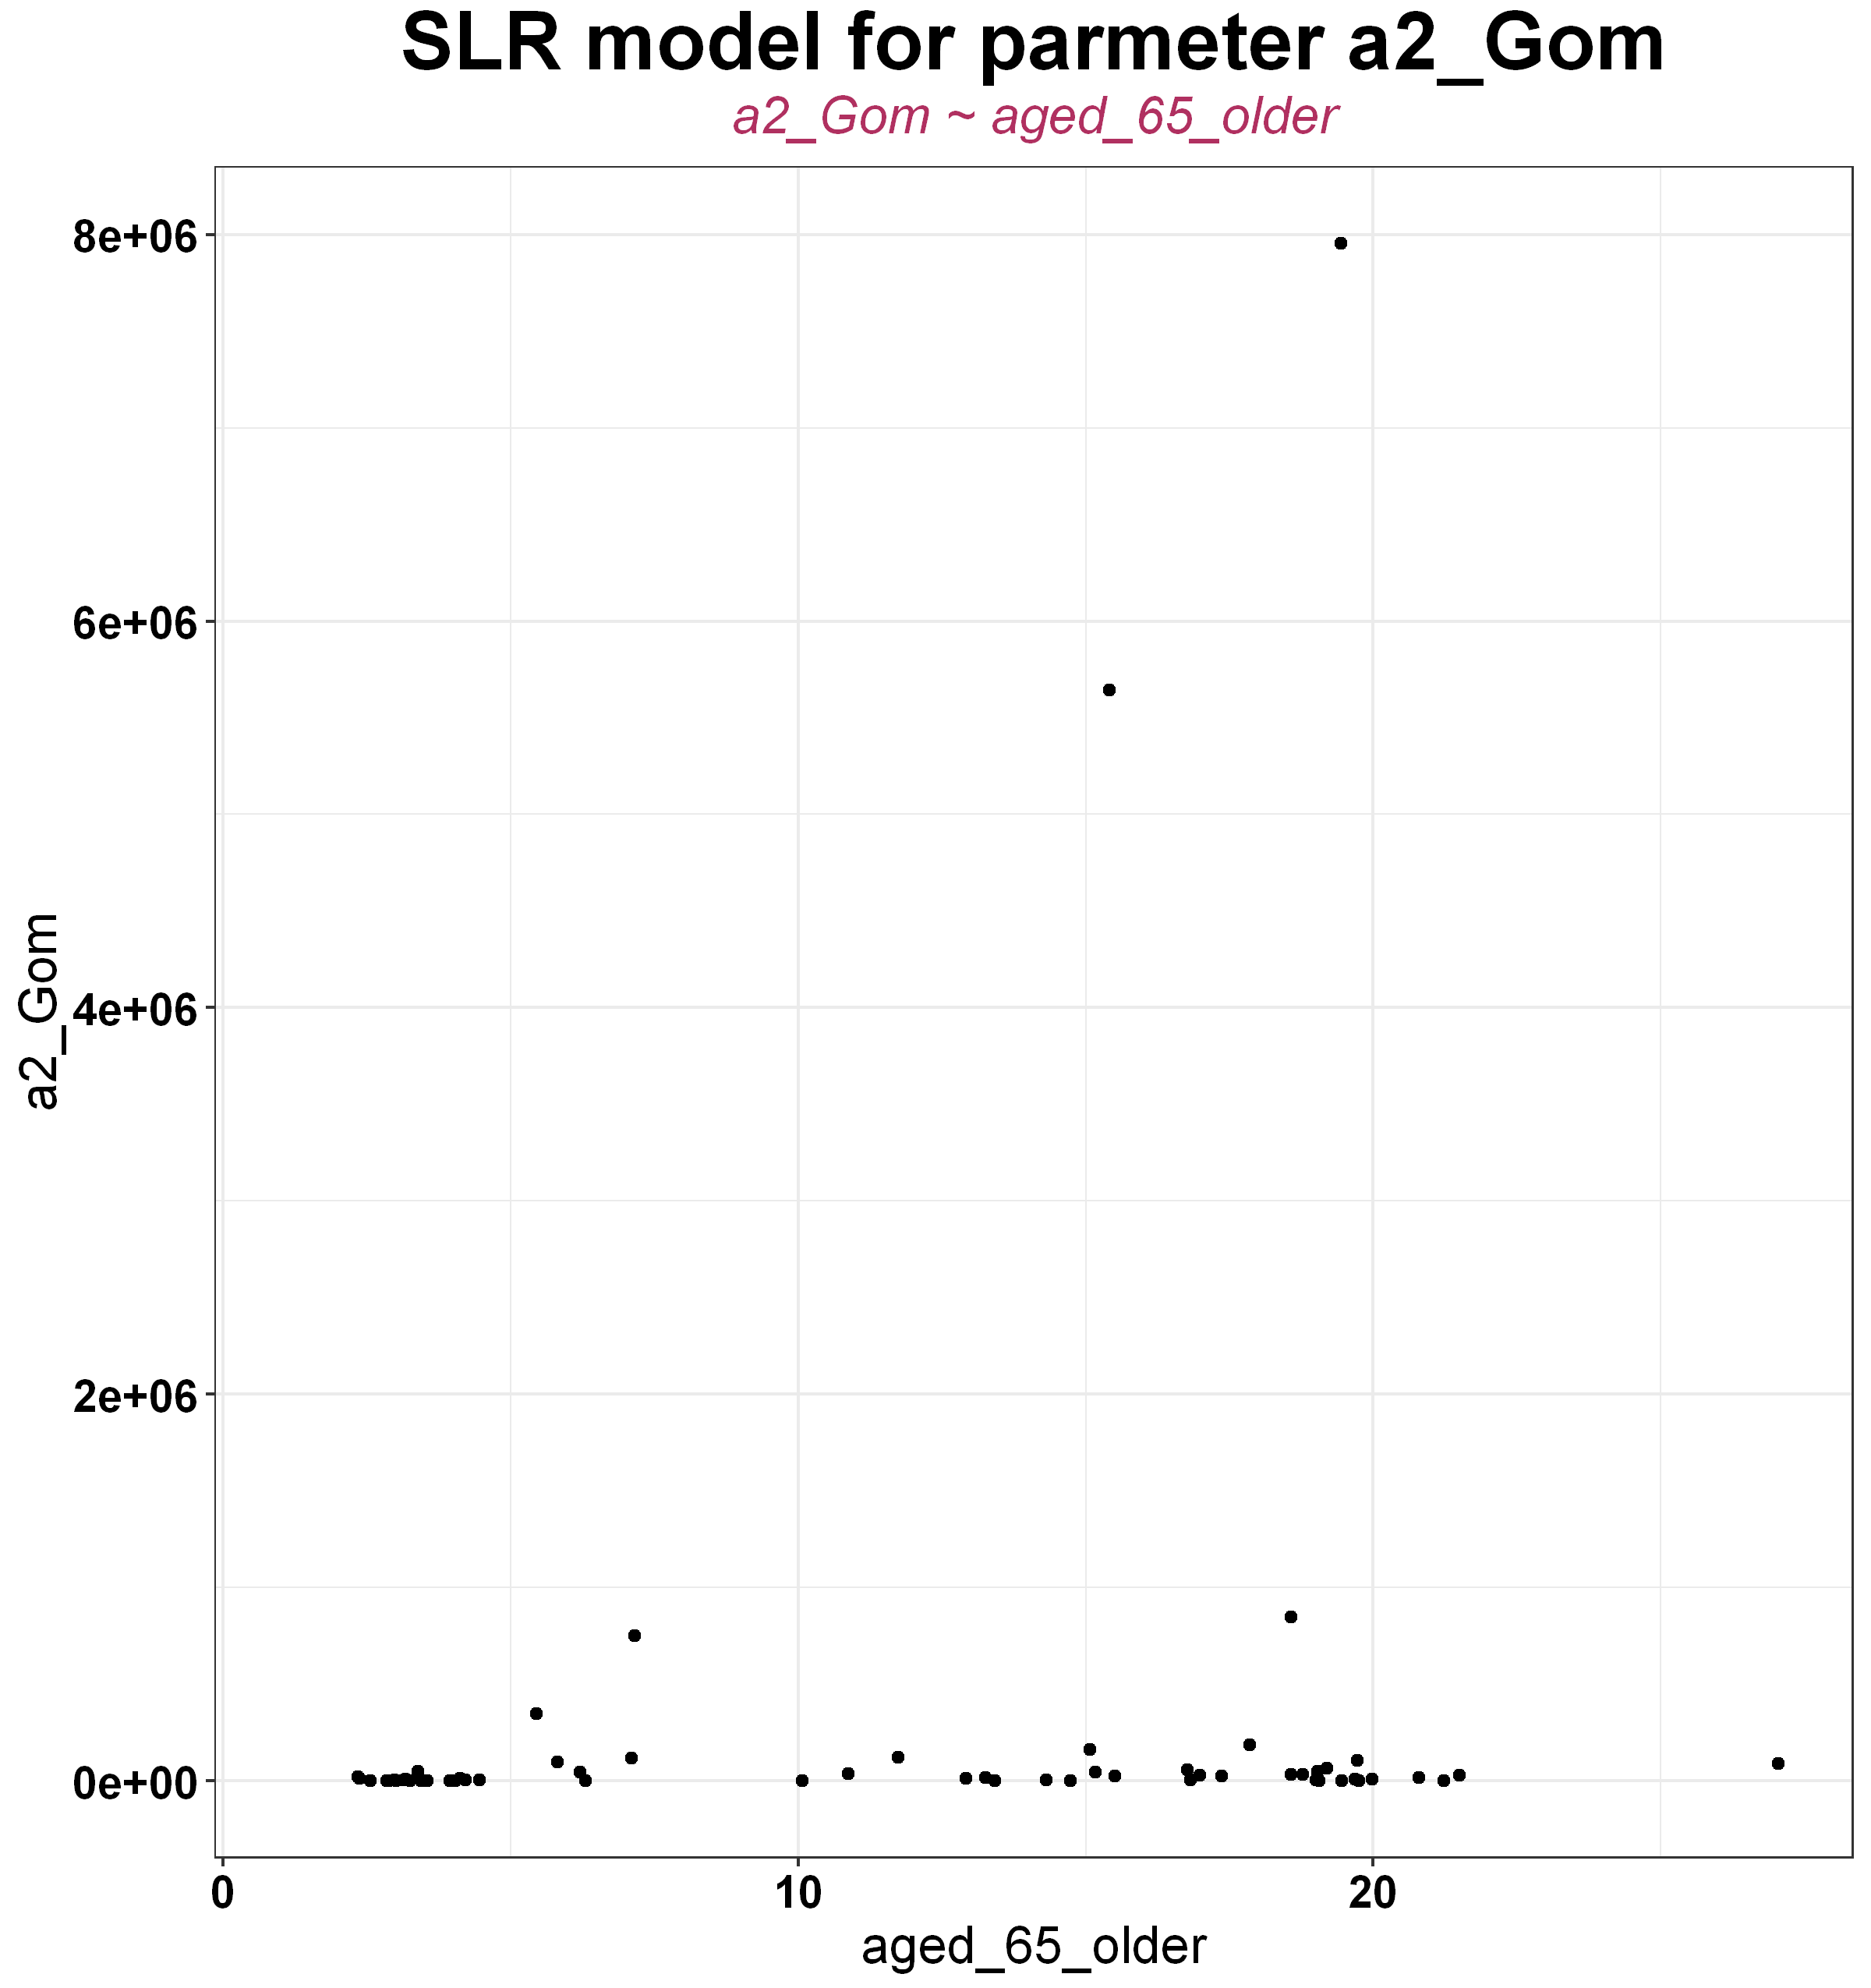 SLR model for parmeter a2_Gom
a2_Gom ~ aged_65_older
8e+06
6e+06
4e+06
2e+06
0e+00
a2_Gom
0 10 20
aged_65_older